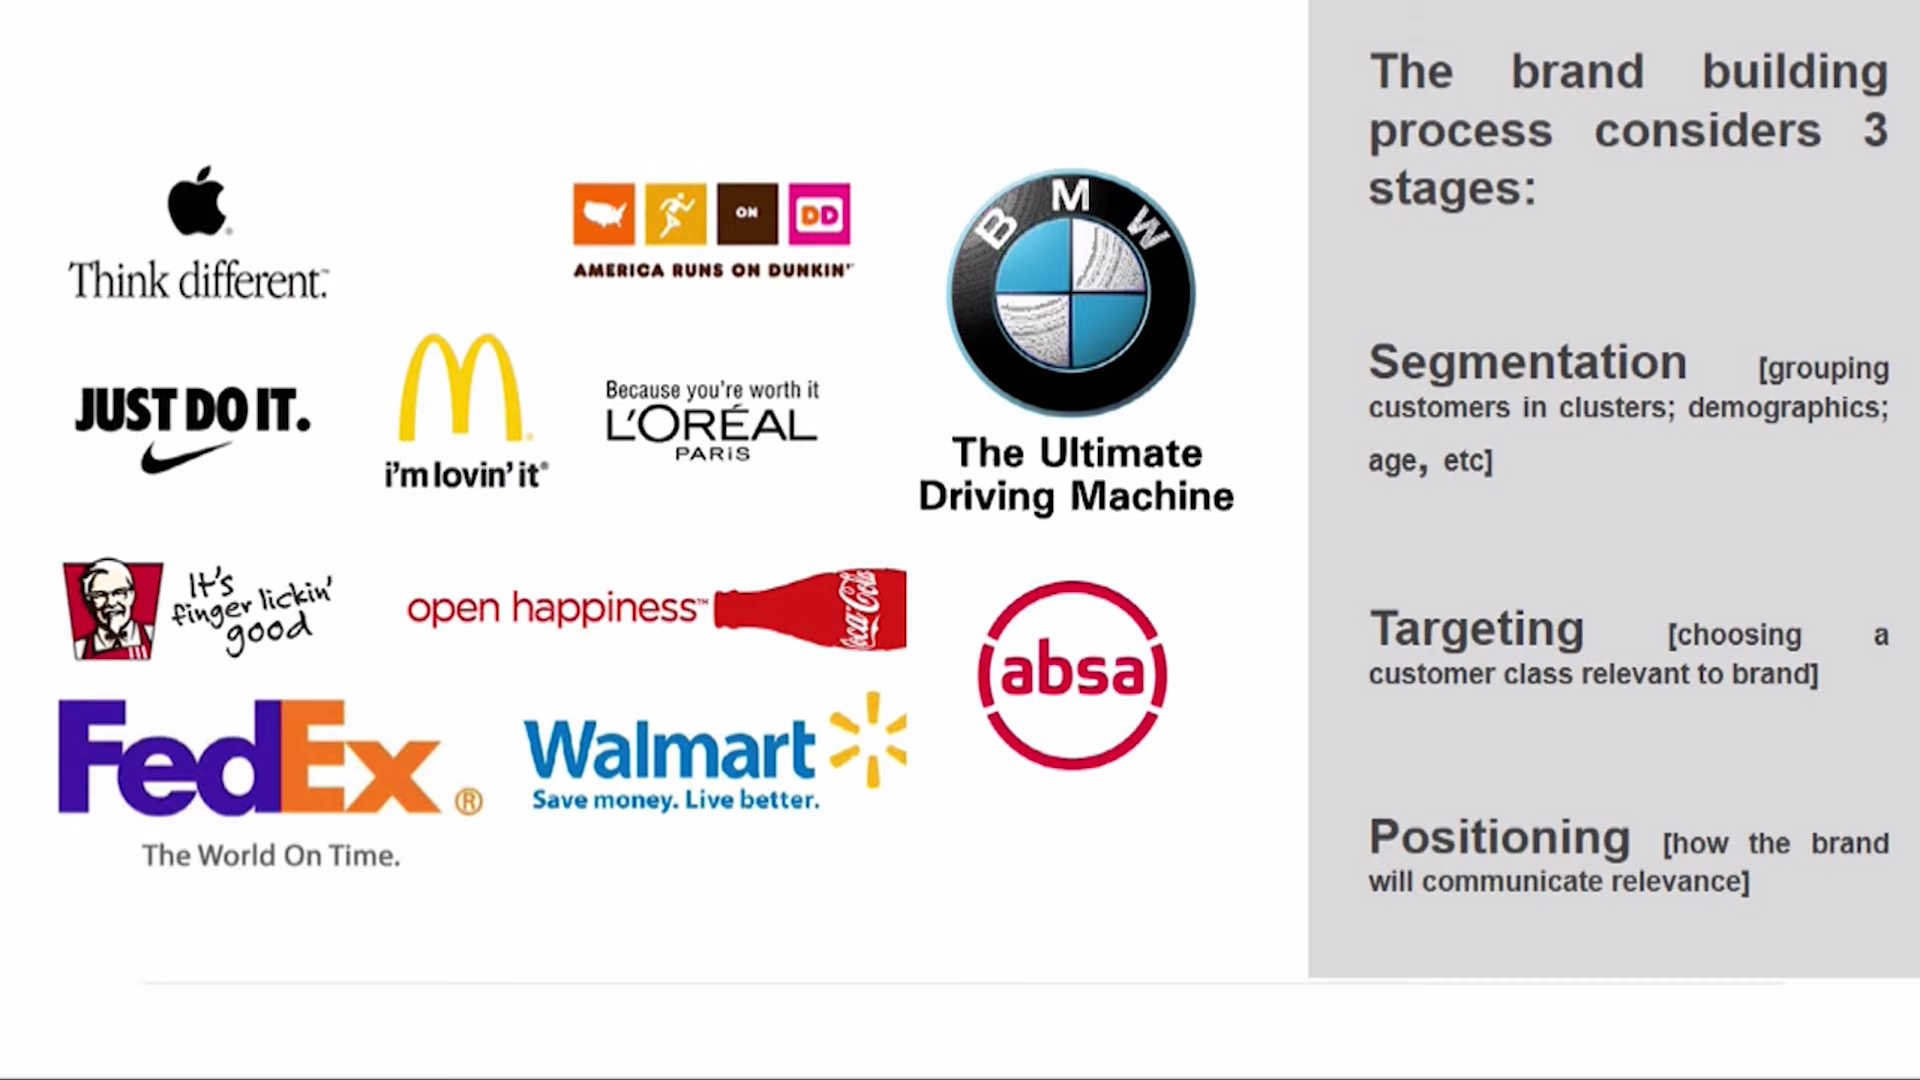 Think different.™
ON
DD
AMERICA RUNS ON DUNKIN'
BMW
The Ultimate
Driving Machine
JUST DO IT.
M
i'm lovin' it®
Because you're worth it
L'ORÉAL
PARIS
It's
finger lickin'
good
open happiness™
Coca-Cola
absa
FedEx®
The World On Time.
Walmart
Save money. Live better.
The brand building
process considers 3
stages:
Segmentation [grouping
customers in clusters; demographics;
age, etc]
Targeting [choosing a
customer class relevant to brand]
Positioning [how the brand
will communicate relevance]